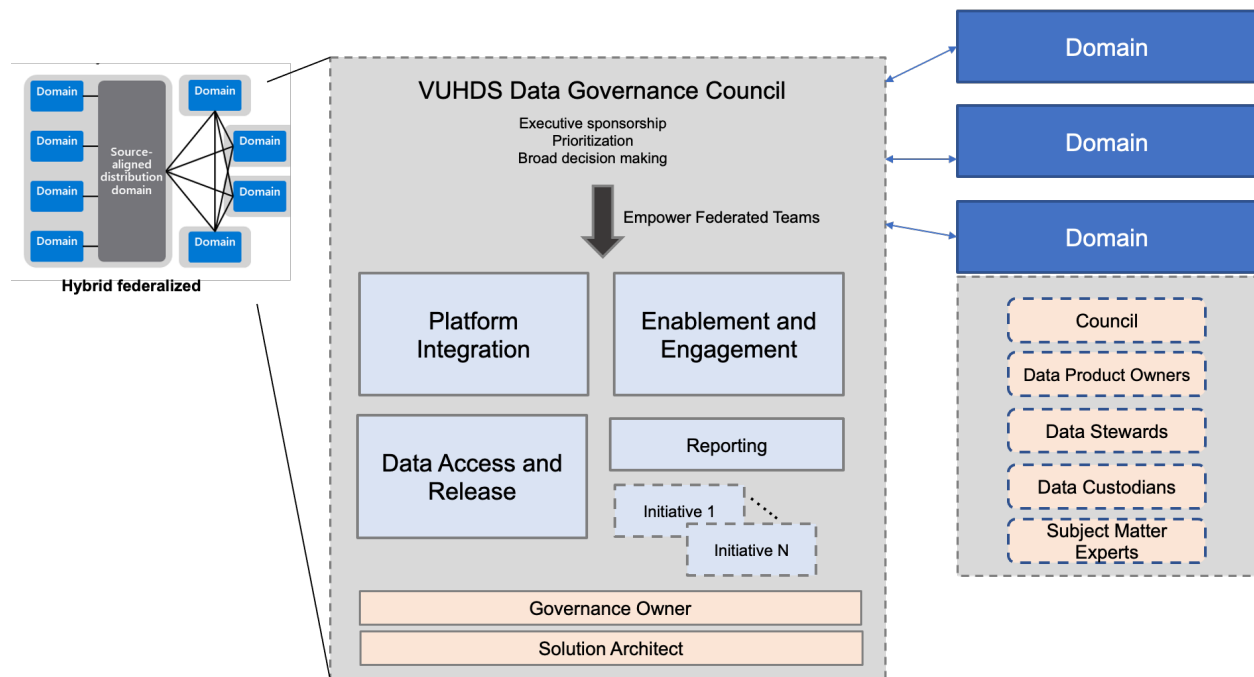 Domain
Domain
Domain
Domain
Source-
aligned
distribution
domain
Domain
Domain
Domain
Domain
Hybrid federalized
VUHDS Data Governance Council
Executive sponsorship
Prioritization
Broad decision making
Empower Federated Teams
Platform
Integration
Enablement and
Engagement
Data Access and
Release
Reporting
Initiative 1
Initiative N
Governance Owner
Solution Architect
Domain
Domain
Domain
Council
Data Product Owners
Data Stewards
Data Custodians
Subject Matter
Experts